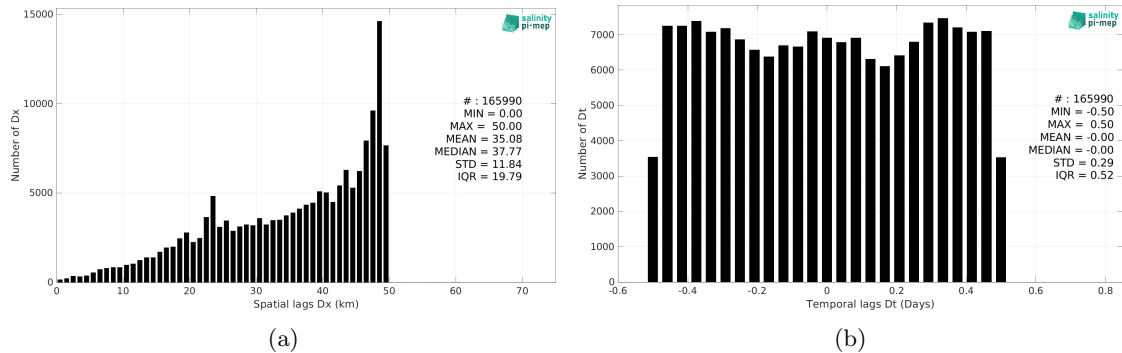 15000
10000
5000
0
0
10
20
30
40
50
60
70
Number of Dx
Spatial lags Dx (km)
salinity
pi-mep
# : 165990
MIN = 0.00
MAX = 50.00
MEAN = 35.08
MEDIAN = 37.77
STD = 11.84
IQR = 19.79
(a)
7000
6000
5000
4000
3000
2000
1000
0
-0.6
-0.4
-0.2
0
0.2
0.4
0.6
0.8
Number of Dt
Temporal lags Dt (Days)
salinity
pi-mep
# : 165990
MIN = -0.50
MAX = 0.50
MEAN = -0.00
MEDIAN = -0.00
STD = 0.29
IQR = 0.52
(b)